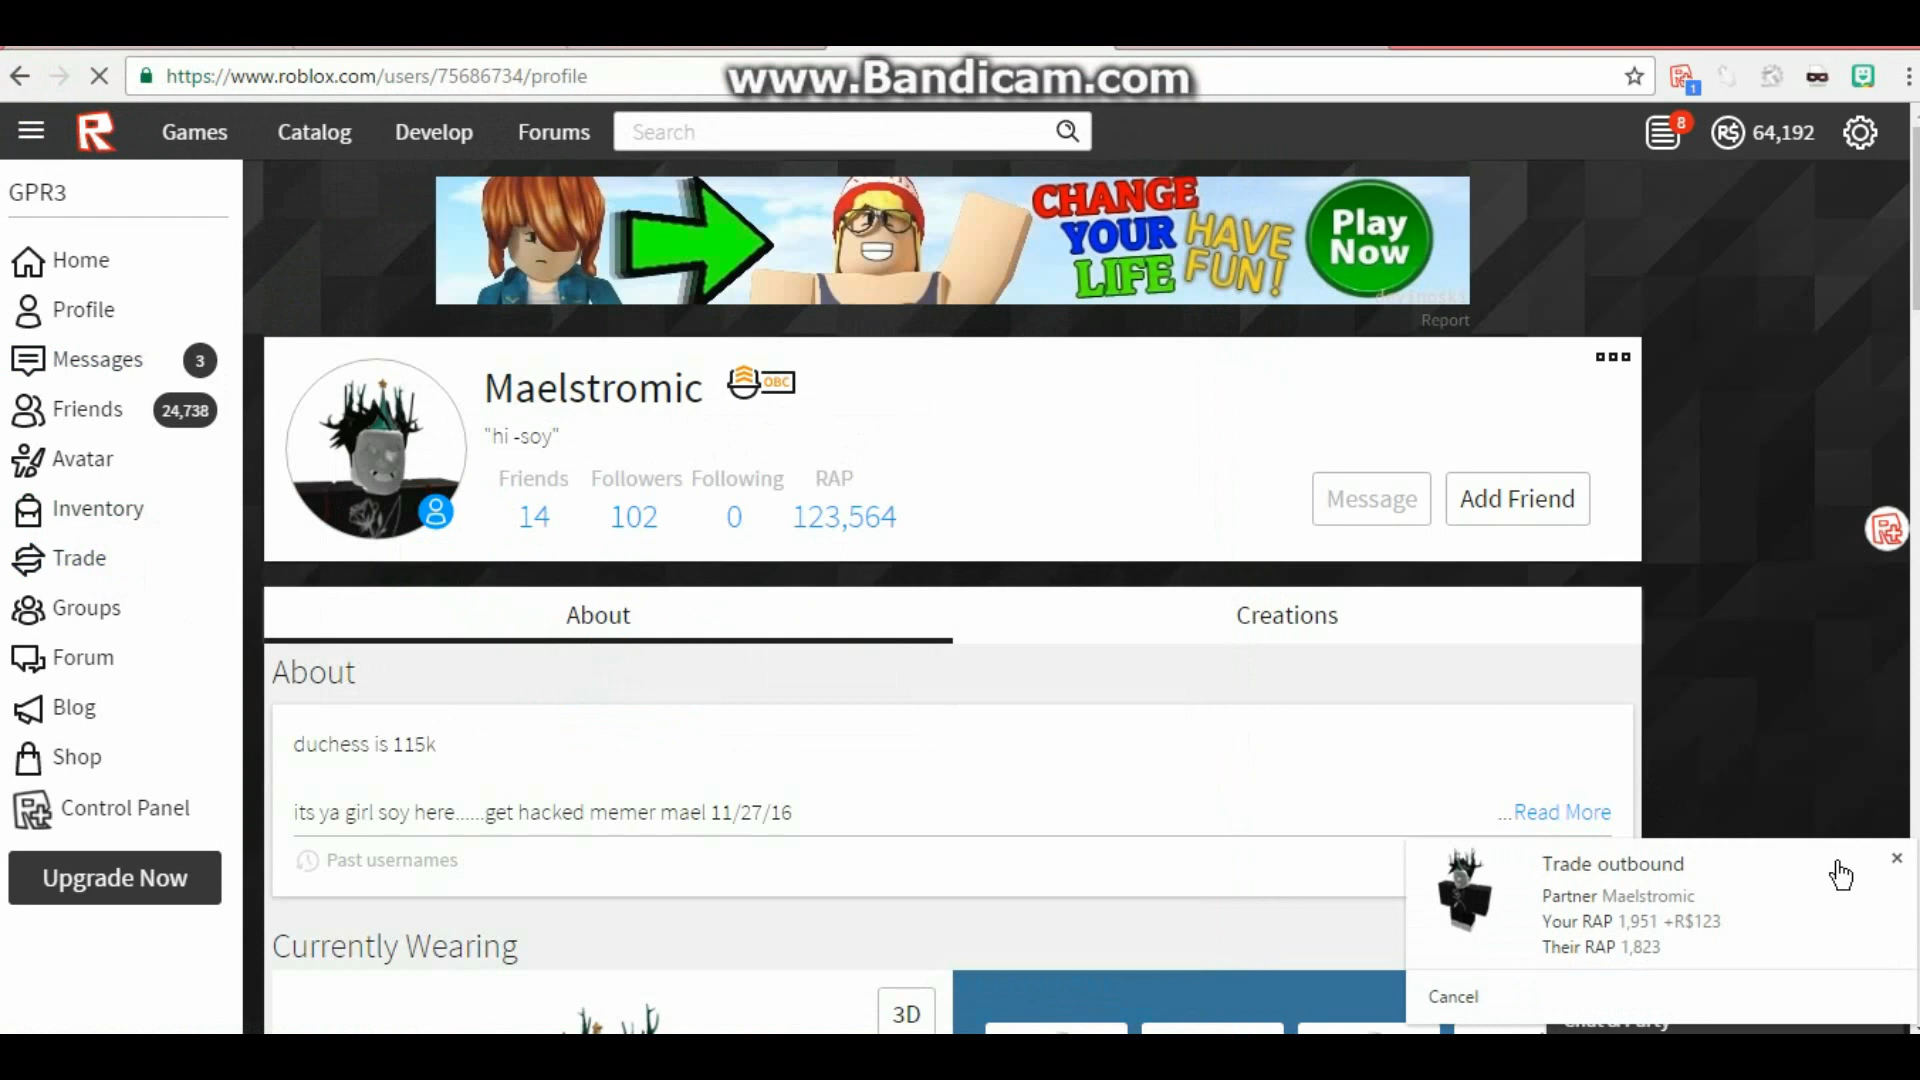 https://www.roblox.com/users/75686734/profile
www.Bandicam.com
1
Games
Catalog
Develop
Forums
Search
8
R$ 64,192
GPR3
Home
Profile
Messages 3
Friends 24,738
Avatar
Inventory
Trade
Groups
Forum
Blog
Shop
Control Panel
Upgrade Now
CHANGE
YOUR
LIFE
HAVE
FUN!
Play
Now
Report
Maelstromic
OBC
"hi -soy"
Friends Followers Following RAP
14 102 0 123,564
Message
Add Friend
About
Creations
About
duchess is 115k
its ya girl soy here......get hacked memer mael 11/27/16
...Read More
Past usernames
Currently Wearing
3D
Trade outbound
Partner Maelstromic
Your RAP 1,951 +R$123
Their RAP 1,823
Cancel
Chat & Party